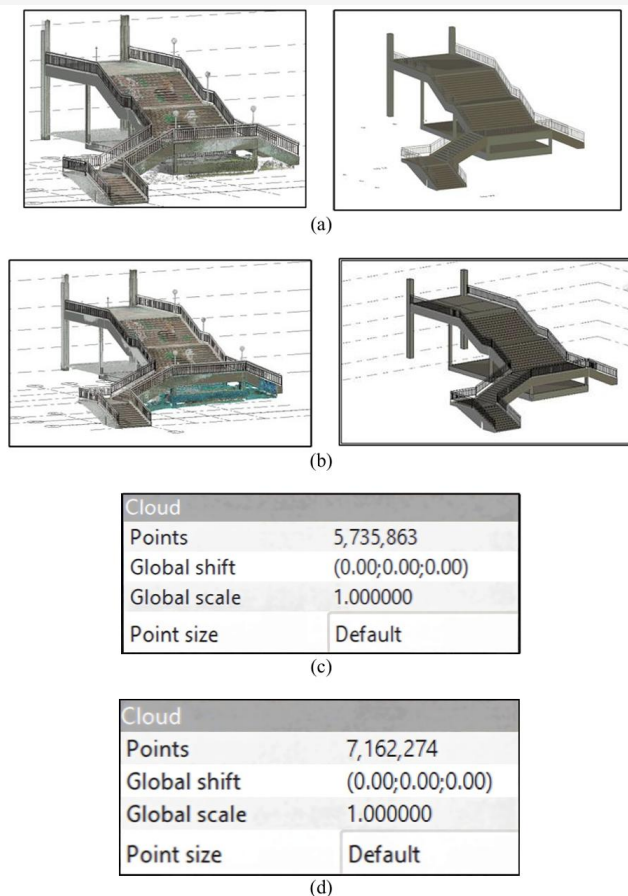 (a)
(b)
Cloud
Points 5,735,863
Global shift (0.00;0.00;0.00)
Global scale 1.000000
Point size Default
(c)
Cloud
Points 7,162,274
Global shift (0.00;0.00;0.00)
Global scale 1.000000
Point size Default
(d)